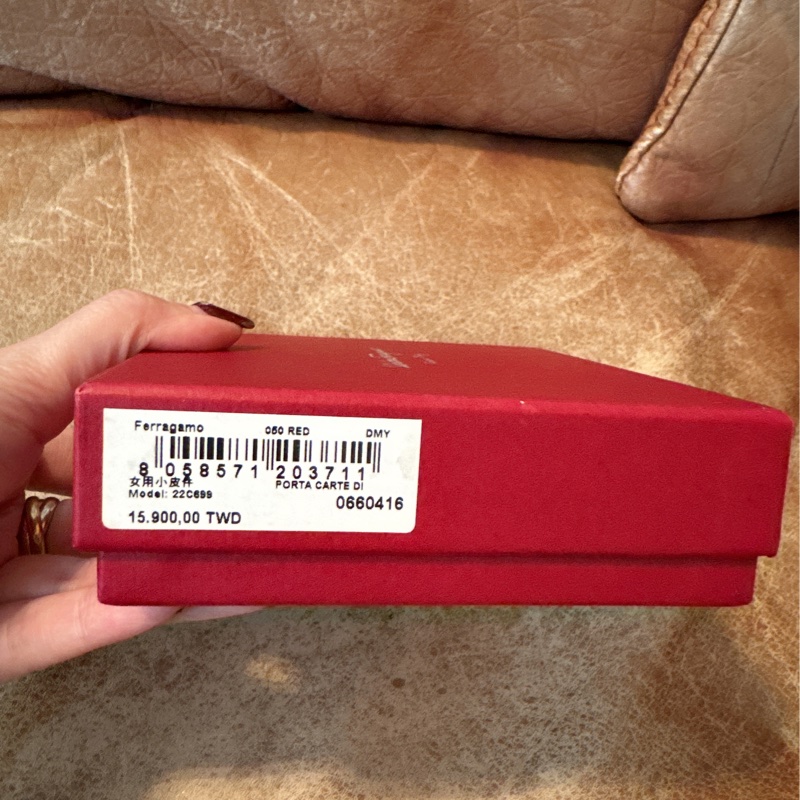 Ferragamo 050 RED DMY
8 058571 203711
女用小皮件 PORTA CARTE DI
Model: 22C699
0660416
15.900,00 TWD